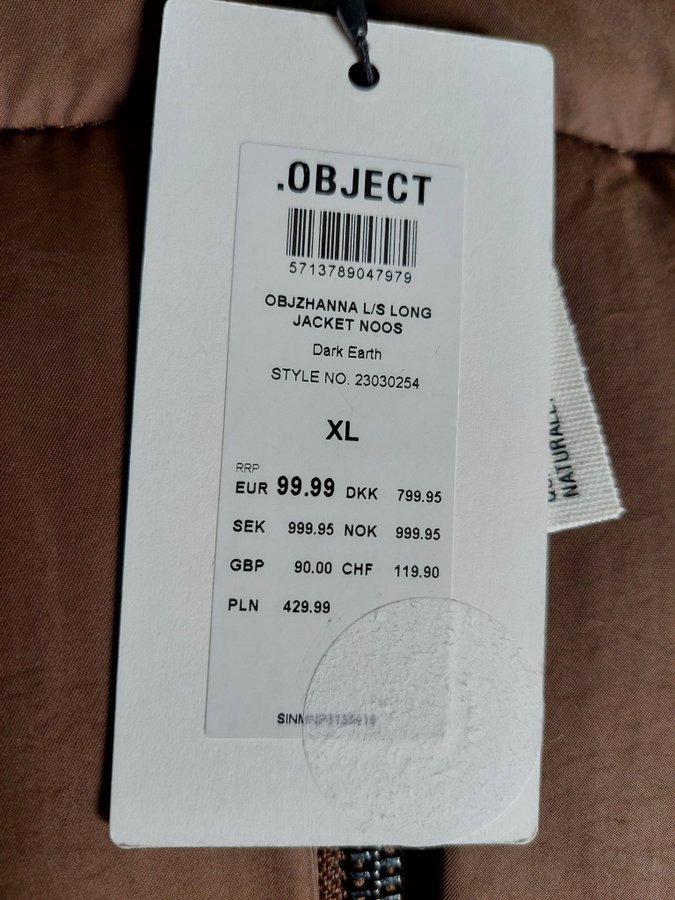 .OBJECT
5713789047979
OBJZHANNA L/S LONG
JACKET NOOS
Dark Earth
STYLE NO. 23030254
XL
RRP
EUR 99.99 DKK 799.95
SEK 999.95 NOK 999.95
GBP 90.00 CHF 119.90
PLN 429.99
NATURALL